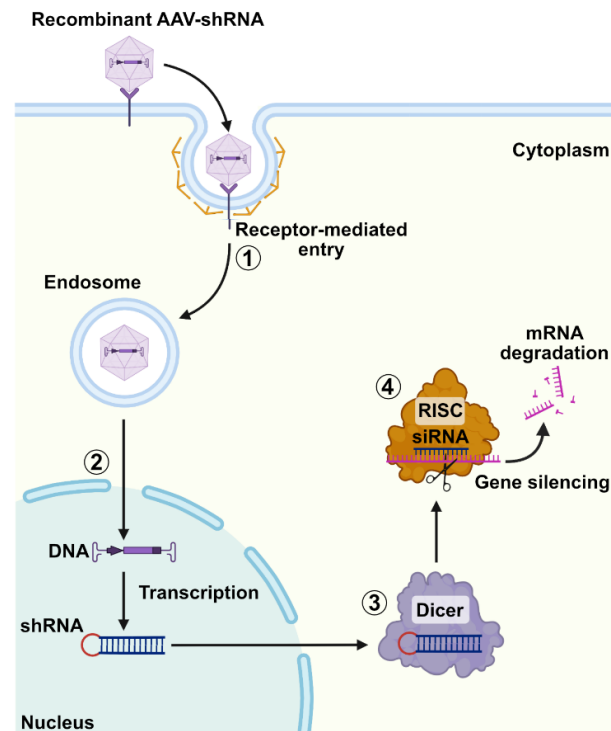 Recombinant AAV-shRNA
Cytoplasm
Receptor-mediated
entry
①
Endosome
mRNA
degradation
④
RISC
siRNA
Gene silencing
②
DNA
Transcription
③
Dicer
shRNA
Nucleus